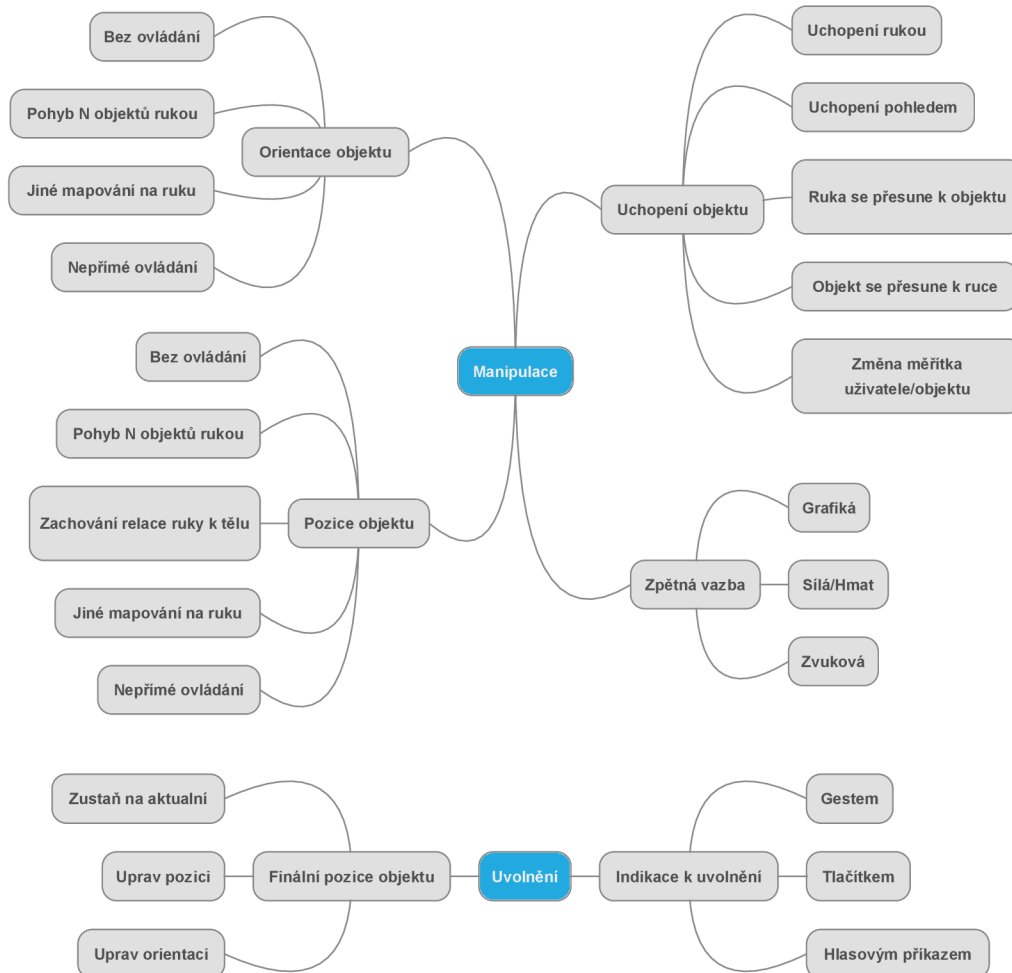 Bez ovládání
Pohyb N objektů rukou
Orientace objektu
Jiné mapování na ruku
Nepřímé ovládání
Uchopení rukou
Uchopení pohledem
Uchopení objektu
Ruka se přesune k objektu
Objekt se přesune k ruce
Změna měřítka
uživatele/objektu
Manipulace
Bez ovládání
Pohyb N objektů rukou
Zachování relace ruky k tělu
Pozice objektu
Jiné mapování na ruku
Nepřímé ovládání
Grafiká
Zpětná vazba
Sílá/Hmat
Zvuková
Zustaň na aktualní
Uprav pozici
Finální pozice objektu
Uprav orientaci
Uvolnění
Gestem
Indikace k uvolnění
Tlačítkem
Hlasovým příkazem